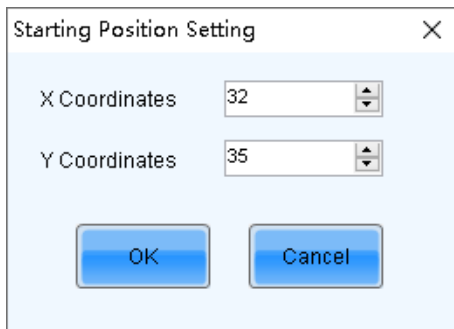 Starting Position Setting
X Coordinates 32
Y Coordinates 35
OK Cancel